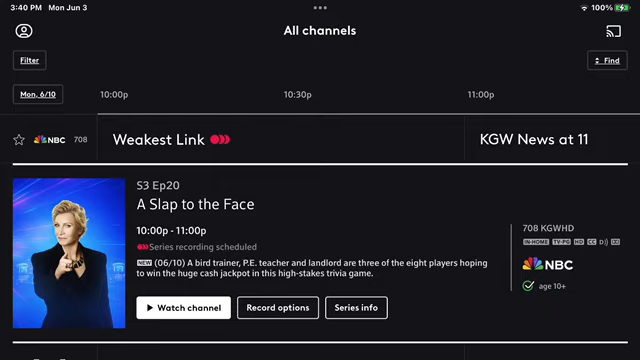 3:40 PM Mon Jun 3
100%
All channels
Filter
Find
Mon, 6/10
10:00p
10:30p
11:00p
NBC 708
Weakest Link
KGW News at 11
S3 Ep20
A Slap to the Face
10:00p - 11:00p
Series recording scheduled
NEW (06/10) A bird trainer, P.E. teacher and landlord are three of the eight players hoping
to win the huge cash jackpot in this high-stakes trivia game.
Watch channel
Record options
Series info
708 KGWHD
IN-HOME TV-PG HD CC
NBC
age 10+